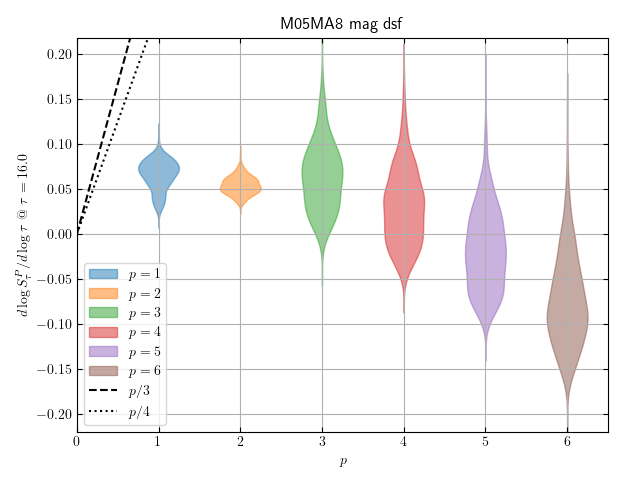 M05MA8 mag dsf
d log S_τ^P / d log τ @ τ = 16.0
0.20
0.15
0.10
0.05
0.00
−0.05
−0.10
−0.15
−0.20
p = 1
p = 2
p = 3
p = 4
p = 5
p = 6
p/3
p/4
0 1 2 3 4 5 6
p